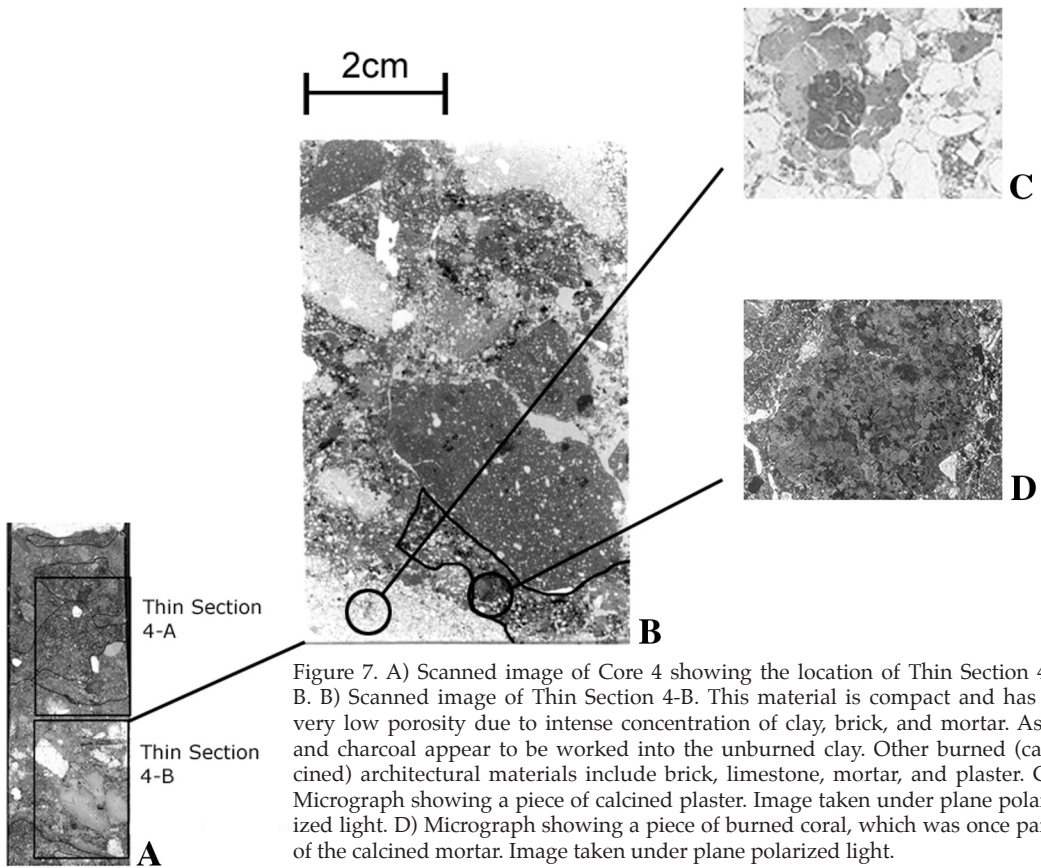 2cm
C
D
B
Thin Section
4-A
Thin Section
4-B
A
Figure 7. A) Scanned image of Core 4 showing the location of Thin Section 4-
B. B) Scanned image of Thin Section 4-B. This material is compact and has
very low porosity due to intense concentration of clay, brick, and mortar. As
and charcoal appear to be worked into the unburned clay. Other burned (ca
cined) architectural materials include brick, limestone, mortar, and plaster. C
Micrograph showing a piece of calcined plaster. Image taken under plane polar
ized light. D) Micrograph showing a piece of burned coral, which was once par
of the calcined mortar. Image taken under plane polarized light.